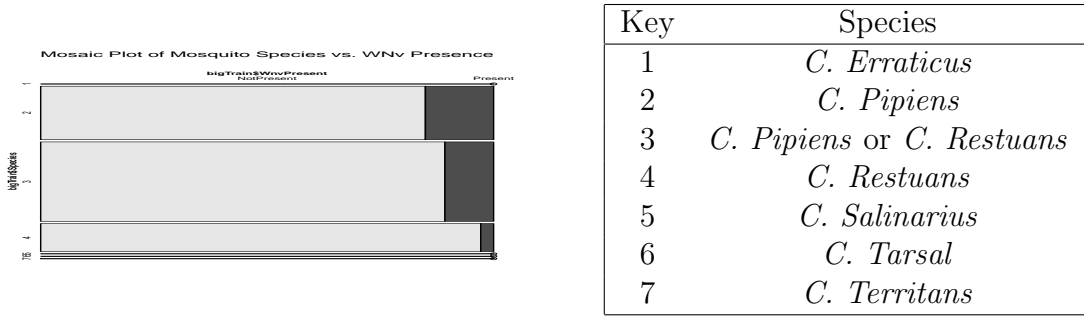 Mosaic Plot of Mosquito Species vs. WNv Presence
bigTrain$WnvPresent
NotPresent Present
1
2
bigTrain$Species
3
4
Key Species
1 C. Erraticus
2 C. Pipiens
3 C. Pipiens or C. Restuans
4 C. Restuans
5 C. Salinarius
6 C. Tarsal
7 C. Territans